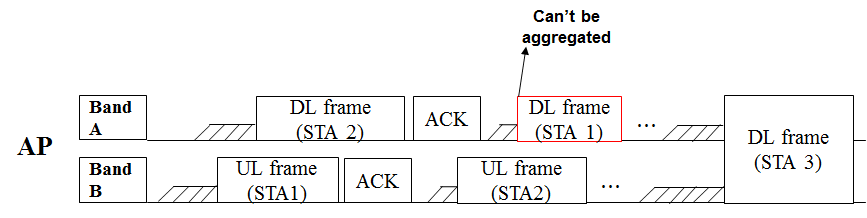 Can't be
aggregated
AP
Band
A
DL frame
(STA 2)
ACK
DL frame
(STA 1)
...
Band
B
UL frame
(STA1)
ACK
UL frame
(STA2)
...
DL frame
(STA 3)